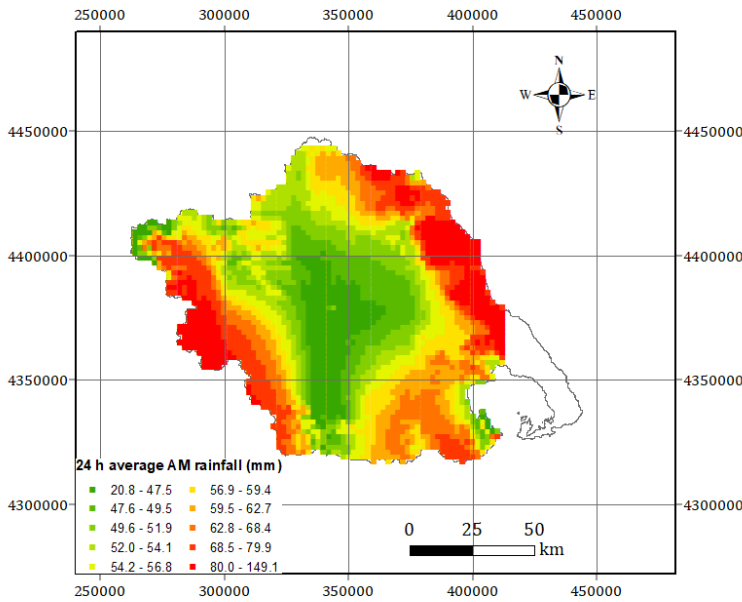 250000 300000 350000 400000 450000
N
W E
S
4450000 4450000
4400000 4400000
4350000 4350000
4300000 4300000
24 h average AM rainfall (mm)
20.8 - 47.5 56.9 - 59.4
47.6 - 49.5 59.5 - 62.7
49.6 - 51.9 62.8 - 68.4
52.0 - 54.1 68.5 - 79.9
54.2 - 56.8 80.0 - 149.1
0 25 50
km
250000 300000 350000 400000 450000